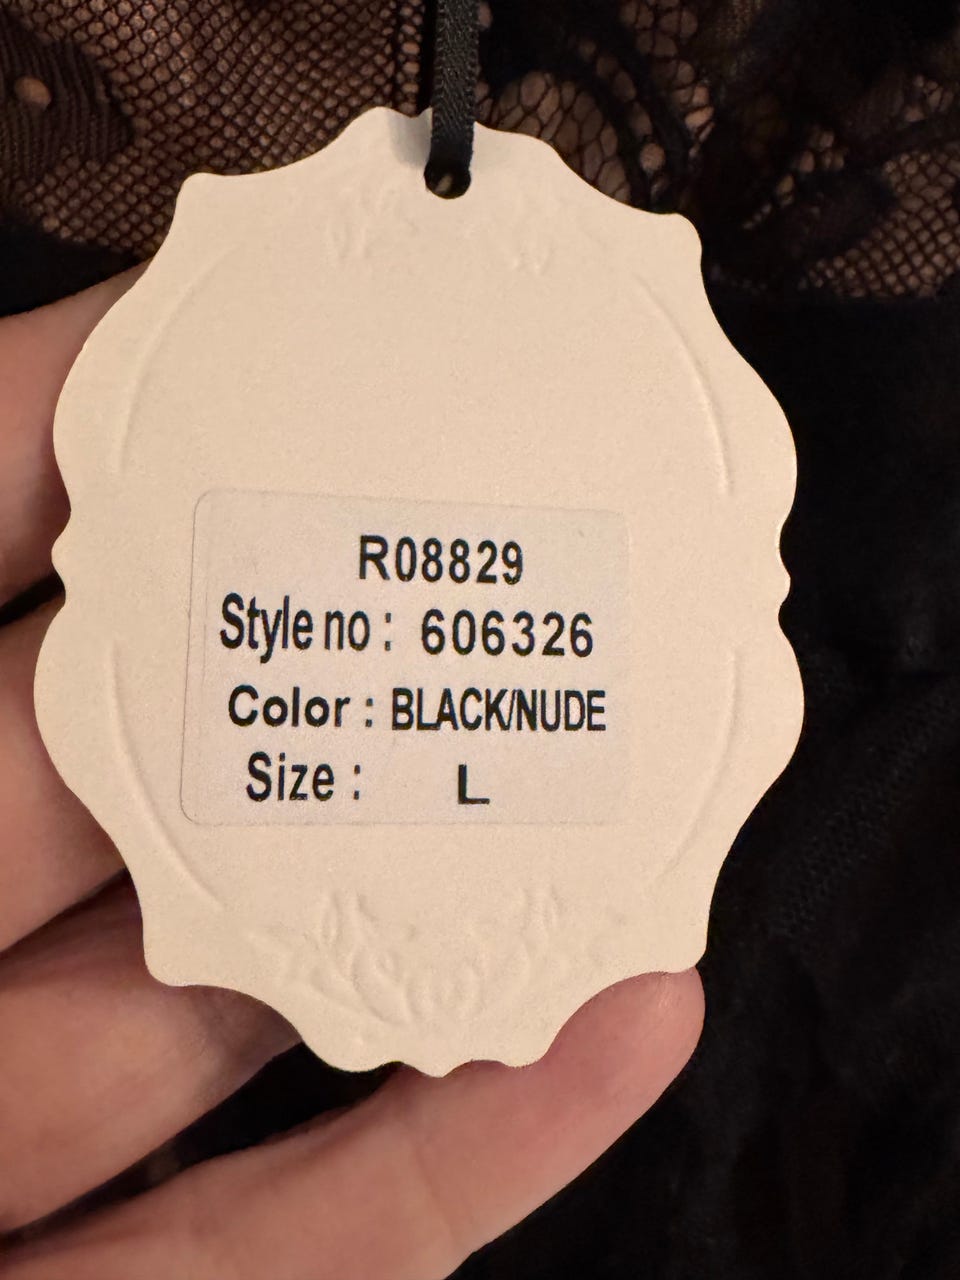 R08829
Style no : 606326
Color : BLACK/NUDE
Size : L